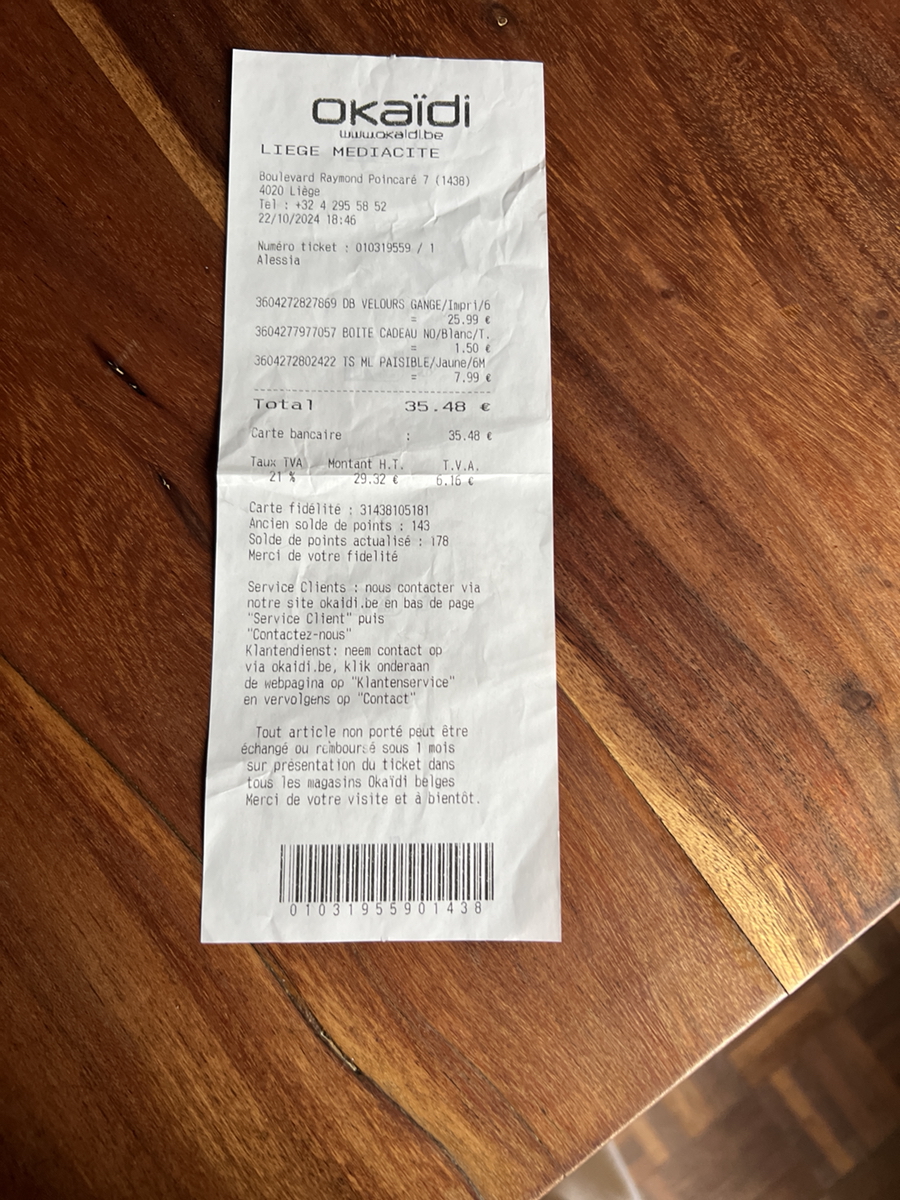 okaïdi
www.okaidi.be
LIEGE MEDIACITE
Boulevard Raymond Poincaré 7 (1438)
4020 Liège
Tel : +32 4 295 58 52
22/10/2024 18:46
Numéro ticket : 010319559 / 1
Alessia
3604272827869 DB VELOURS GANGE/Impri/6
= 25.99 €
3604277977057 BOITE CADEAU NO/Blanc/T.
= 1.50 €
3604272802422 TS ML PAISIBLE/Jaune/6M
= 7.99 €
Total 35.48 €
Carte bancaire : 35.48 €
Taux TVA Montant H.T. T.V.A.
21 % 29.32 € 6.16 €
Carte fidélité : 31438105181
Ancien solde de points : 143
Solde de points actualisé : 178
Merci de votre fidelité
Service Clients : nous contacter via
notre site okaidi.be en bas de page
"Service Client" puis
"Contactez-nous"
Klantendienst: neem contact op
via okaidi.be, klik onderaan
de webpagina op "Klantenservice"
en vervolgens op "Contact"
Tout article non porté peut être
échangé ou remboursé sous 1 mois
sur présentation du ticket dans
tous les magasins Okaïdi belges
Merci de votre visite et à bientôt.
01031955901438